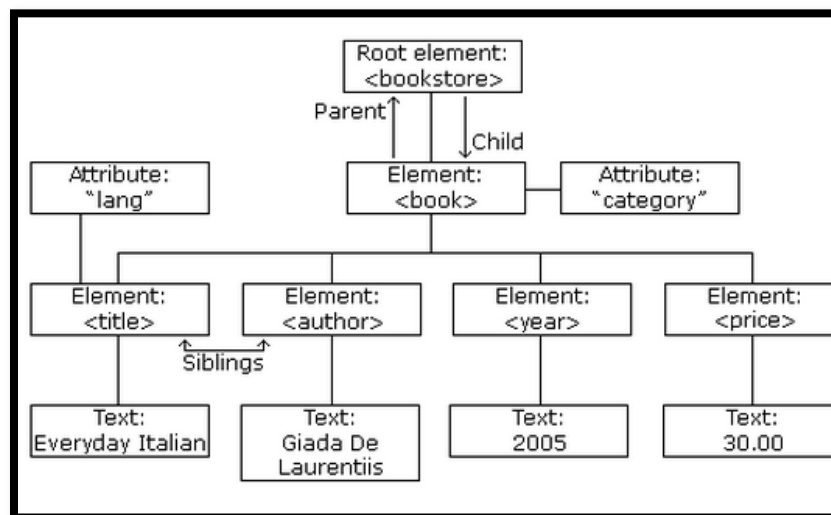 Root element:
<bookstore>
Parent
Child
Attribute:
"lang"
Element:
<book>
Attribute:
"category"
Element:
<title>
Element:
<author>
Element:
<year>
Element:
<price>
Siblings
Text:
Everyday Italian
Text:
Giada De
Laurentiis
Text:
2005
Text:
30.00